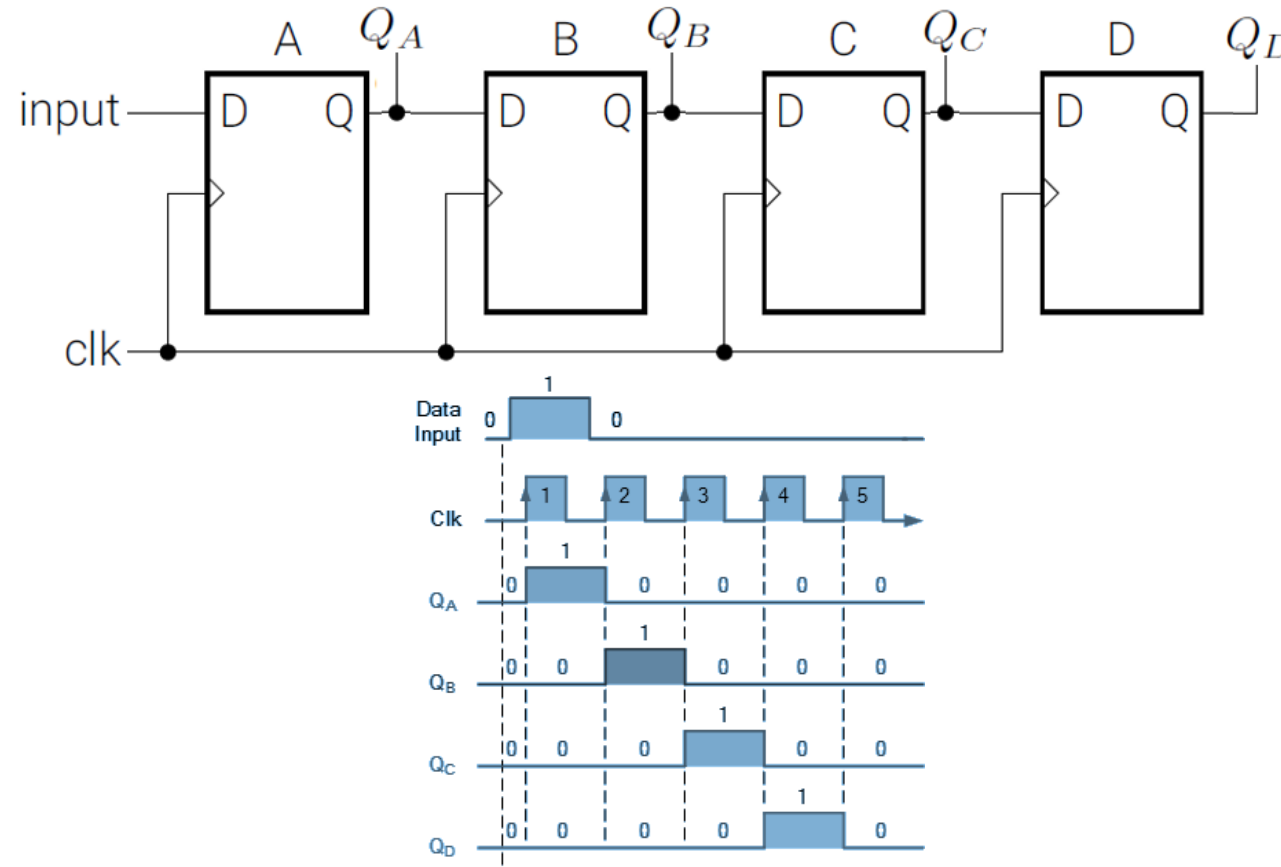 A Q_A B Q_B C Q_C D Q_D
input D Q D Q D Q D Q
clk
1
Data Input 0 0
Clk 1 2 3 4 5
1
Q_A 0 0 0 0 0
1
Q_B 0 0 0 0 0
1
Q_C 0 0 0 0 0
1
Q_D 0 0 0 0 0